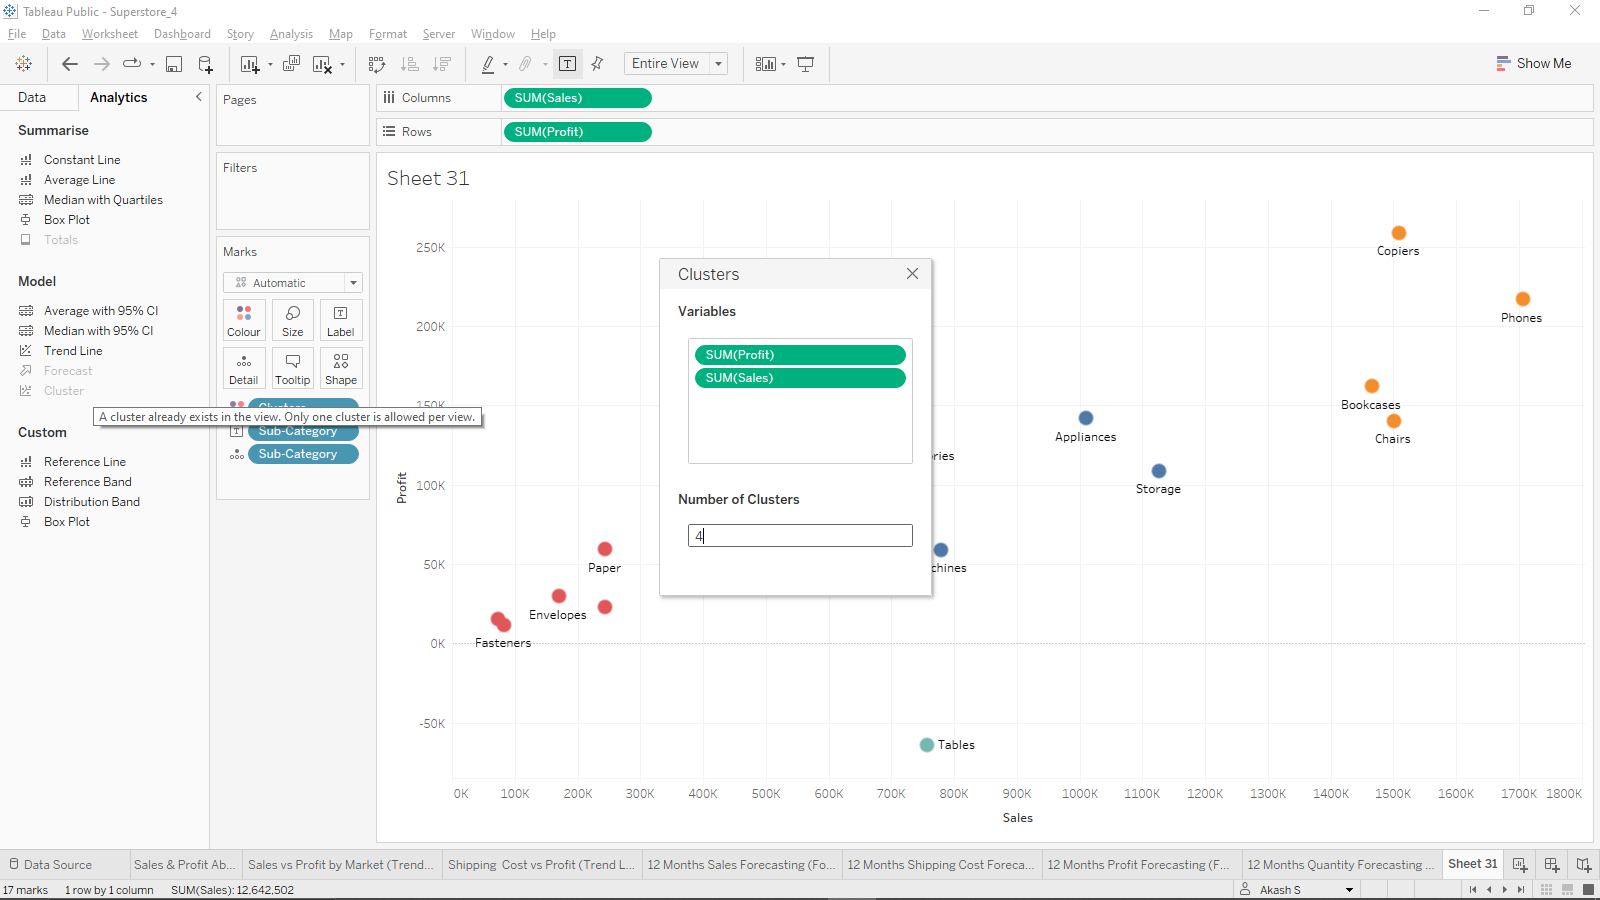 Tableau Public - Superstore_4
File Data Worksheet Dashboard Story Analysis Map Format Server Window Help
Entire View
Show Me
Data Analytics
Summarise
Constant Line
Average Line
Median with Quartiles
Box Plot
Totals
Model
Average with 95% CI
Median with 95% CI
Trend Line
Forecast
Cluster
Custom
Reference Line
Reference Band
Distribution Band
Box Plot
Pages
Filters
Marks
Automatic
Colour Size Label
Detail Tooltip Shape
A cluster already exists in the view. Only one cluster is allowed per view.
Sub-Category
Sub-Category
Columns SUM(Sales)
Rows SUM(Profit)
Sheet 31
250K
200K
100K
50K
0K
-50K
Profit
Copiers
Phones
Bookcases
Chairs
Appliances
ories
Storage
chines
Paper
Envelopes
Fasteners
Tables
Clusters
Variables
SUM(Profit)
SUM(Sales)
Number of Clusters
4
0K 100K 200K 300K 400K 500K 600K 700K 800K 900K 1000K 1100K 1200K 1300K 1400K 1500K 1600K 1700K 1800K
Sales
Data Source Sales & Profit Ab... Sales vs Profit by Market (Trend... Shipping Cost vs Profit (Trend L... 12 Months Sales Forecasting (Fo... 12 Months Shipping Cost Foreca... 12 Months Profit Forecasting (F... 12 Months Quantity Forecasting ... Sheet 31
17 marks 1 row by 1 column SUM(Sales): 12,642,502 Akash S